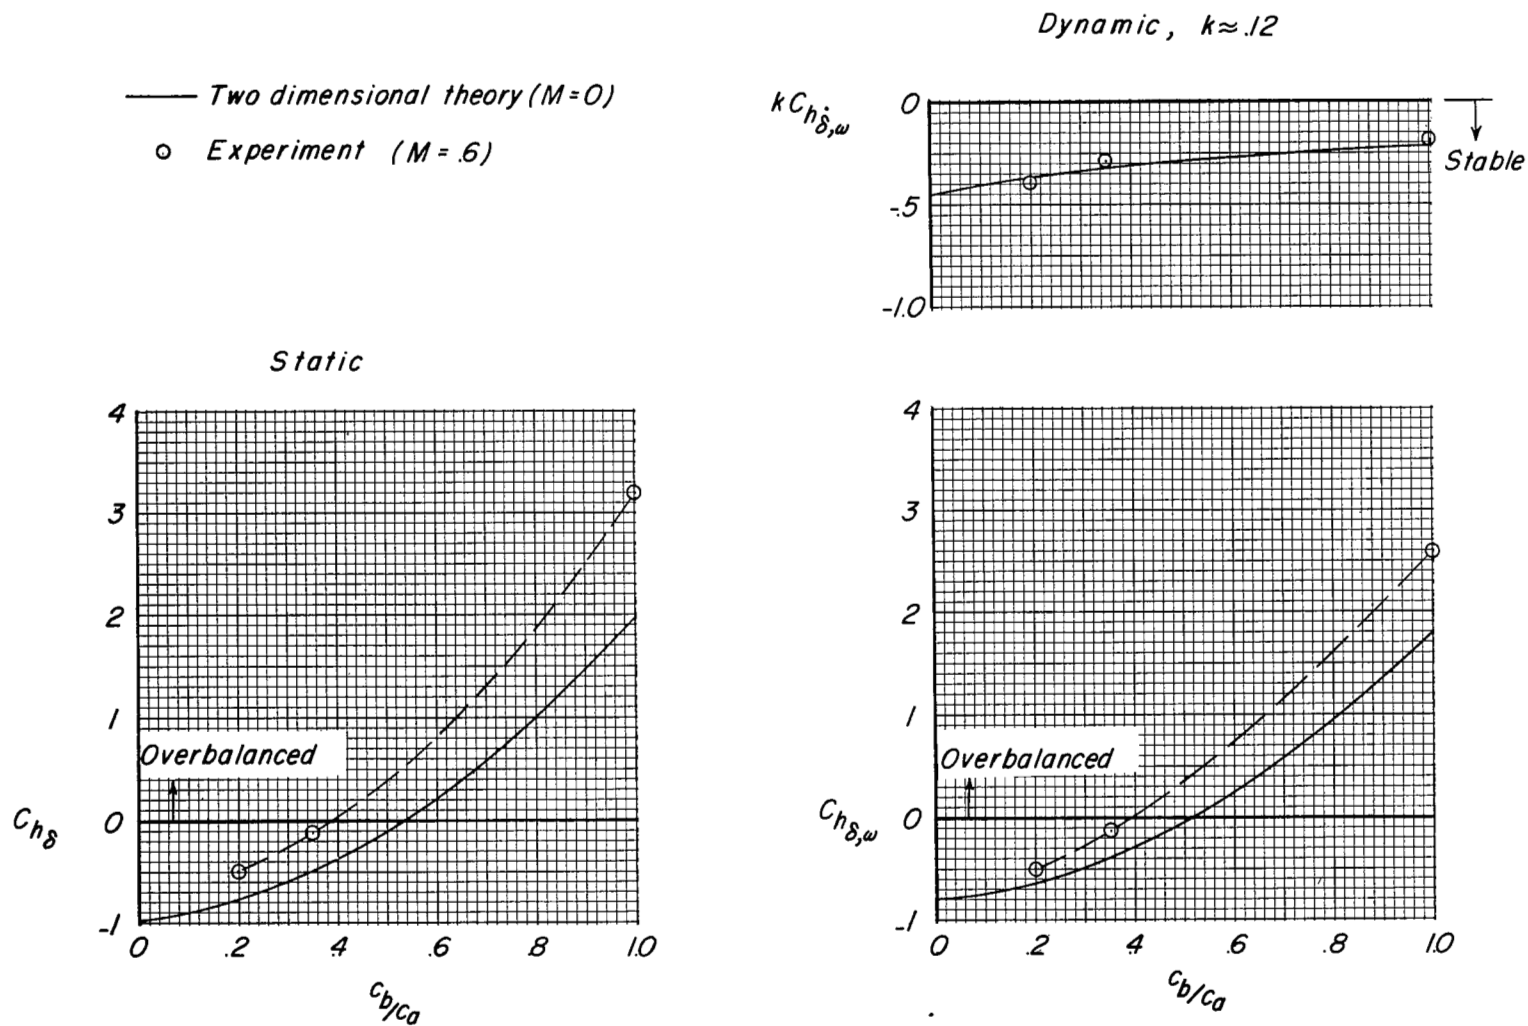 Dynamic, k≈.12
Two dimensional theory (M=0)
Experiment (M=.6)
kC_hδ̇,ω
0
-.5
-1.0
Stable
Static
4
3
2
1
0
-1
Overbalanced
C_hδ
0 .2 .4 .6 .8 1.0
c_b/c_a
4
3
2
1
0
-1
Overbalanced
C_hδ,ω
0 .2 .4 .6 .8 1.0
c_b/c_a